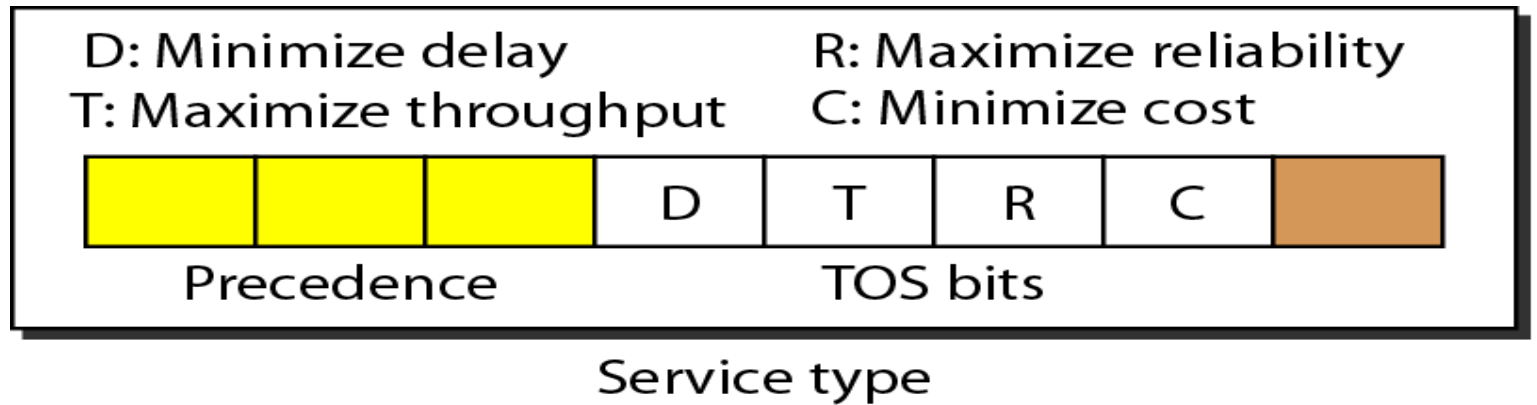 D: Minimize delay R: Maximize reliability
T: Maximize throughput C: Minimize cost
D T R C
Precedence TOS bits
Service type